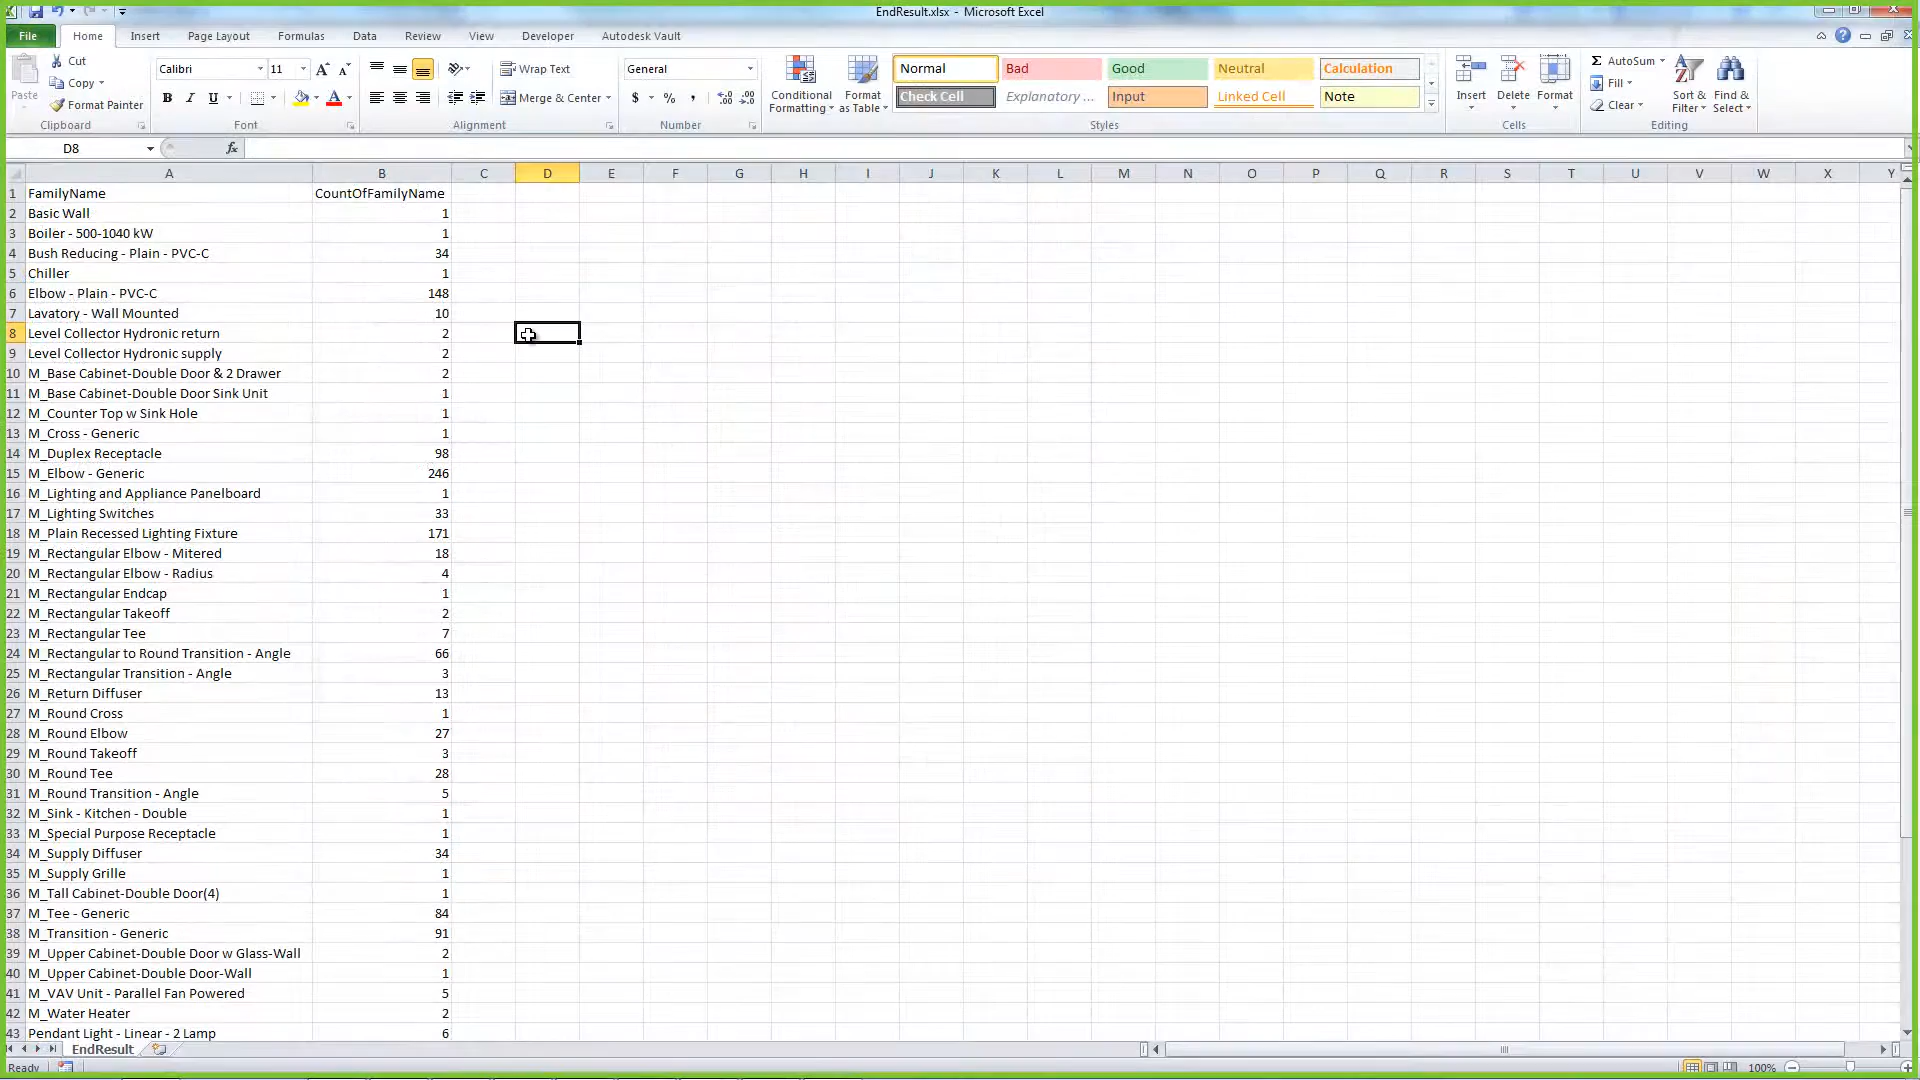 EndResult.xlsx - Microsoft Excel
File Home Insert Page Layout Formulas Data Review View Developer Autodesk Vault
Paste Cut Copy Format Painter Clipboard
Calibri 11 A A B I U A Font
Wrap Text Merge & Center Alignment
General $ % , Number
Conditional Formatting Format as Table
Normal Bad Good Neutral Calculation
Check Cell Explanatory ... Input Linked Cell Note
Styles
Insert Delete Format Cells
Σ AutoSum Fill Clear Sort & Filter Find & Select Editing
D8 fx
A B C D E F G H I J K L M N O P Q R S T U V W X Y
1 FamilyName CountOfFamilyName
2 Basic Wall 1
3 Boiler - 500-1040 kW 1
4 Bush Reducing - Plain - PVC-C 34
5 Chiller 1
6 Elbow - Plain - PVC-C 148
7 Lavatory - Wall Mounted 10
8 Level Collector Hydronic return 2
9 Level Collector Hydronic supply 2
10 M_Base Cabinet-Double Door & 2 Drawer 2
11 M_Base Cabinet-Double Door Sink Unit 1
12 M_Counter Top w Sink Hole 1
13 M_Cross - Generic 1
14 M_Duplex Receptacle 98
15 M_Elbow - Generic 246
16 M_Lighting and Appliance Panelboard 1
17 M_Lighting Switches 33
18 M_Plain Recessed Lighting Fixture 171
19 M_Rectangular Elbow - Mitered 18
20 M_Rectangular Elbow - Radius 4
21 M_Rectangular Endcap 1
22 M_Rectangular Takeoff 2
23 M_Rectangular Tee 7
24 M_Rectangular to Round Transition - Angle 66
25 M_Rectangular Transition - Angle 3
26 M_Return Diffuser 13
27 M_Round Cross 1
28 M_Round Elbow 27
29 M_Round Takeoff 3
30 M_Round Tee 28
31 M_Round Transition - Angle 5
32 M_Sink - Kitchen - Double 1
33 M_Special Purpose Receptacle 1
34 M_Supply Diffuser 34
35 M_Supply Grille 1
36 M_Tall Cabinet-Double Door(4) 1
37 M_Tee - Generic 84
38 M_Transition - Generic 91
39 M_Upper Cabinet-Double Door w Glass-Wall 2
40 M_Upper Cabinet-Double Door-Wall 1
41 M_VAV Unit - Parallel Fan Powered 5
42 M_Water Heater 2
43 Pendant Light - Linear - 2 Lamp 6
EndResult
Ready 100%